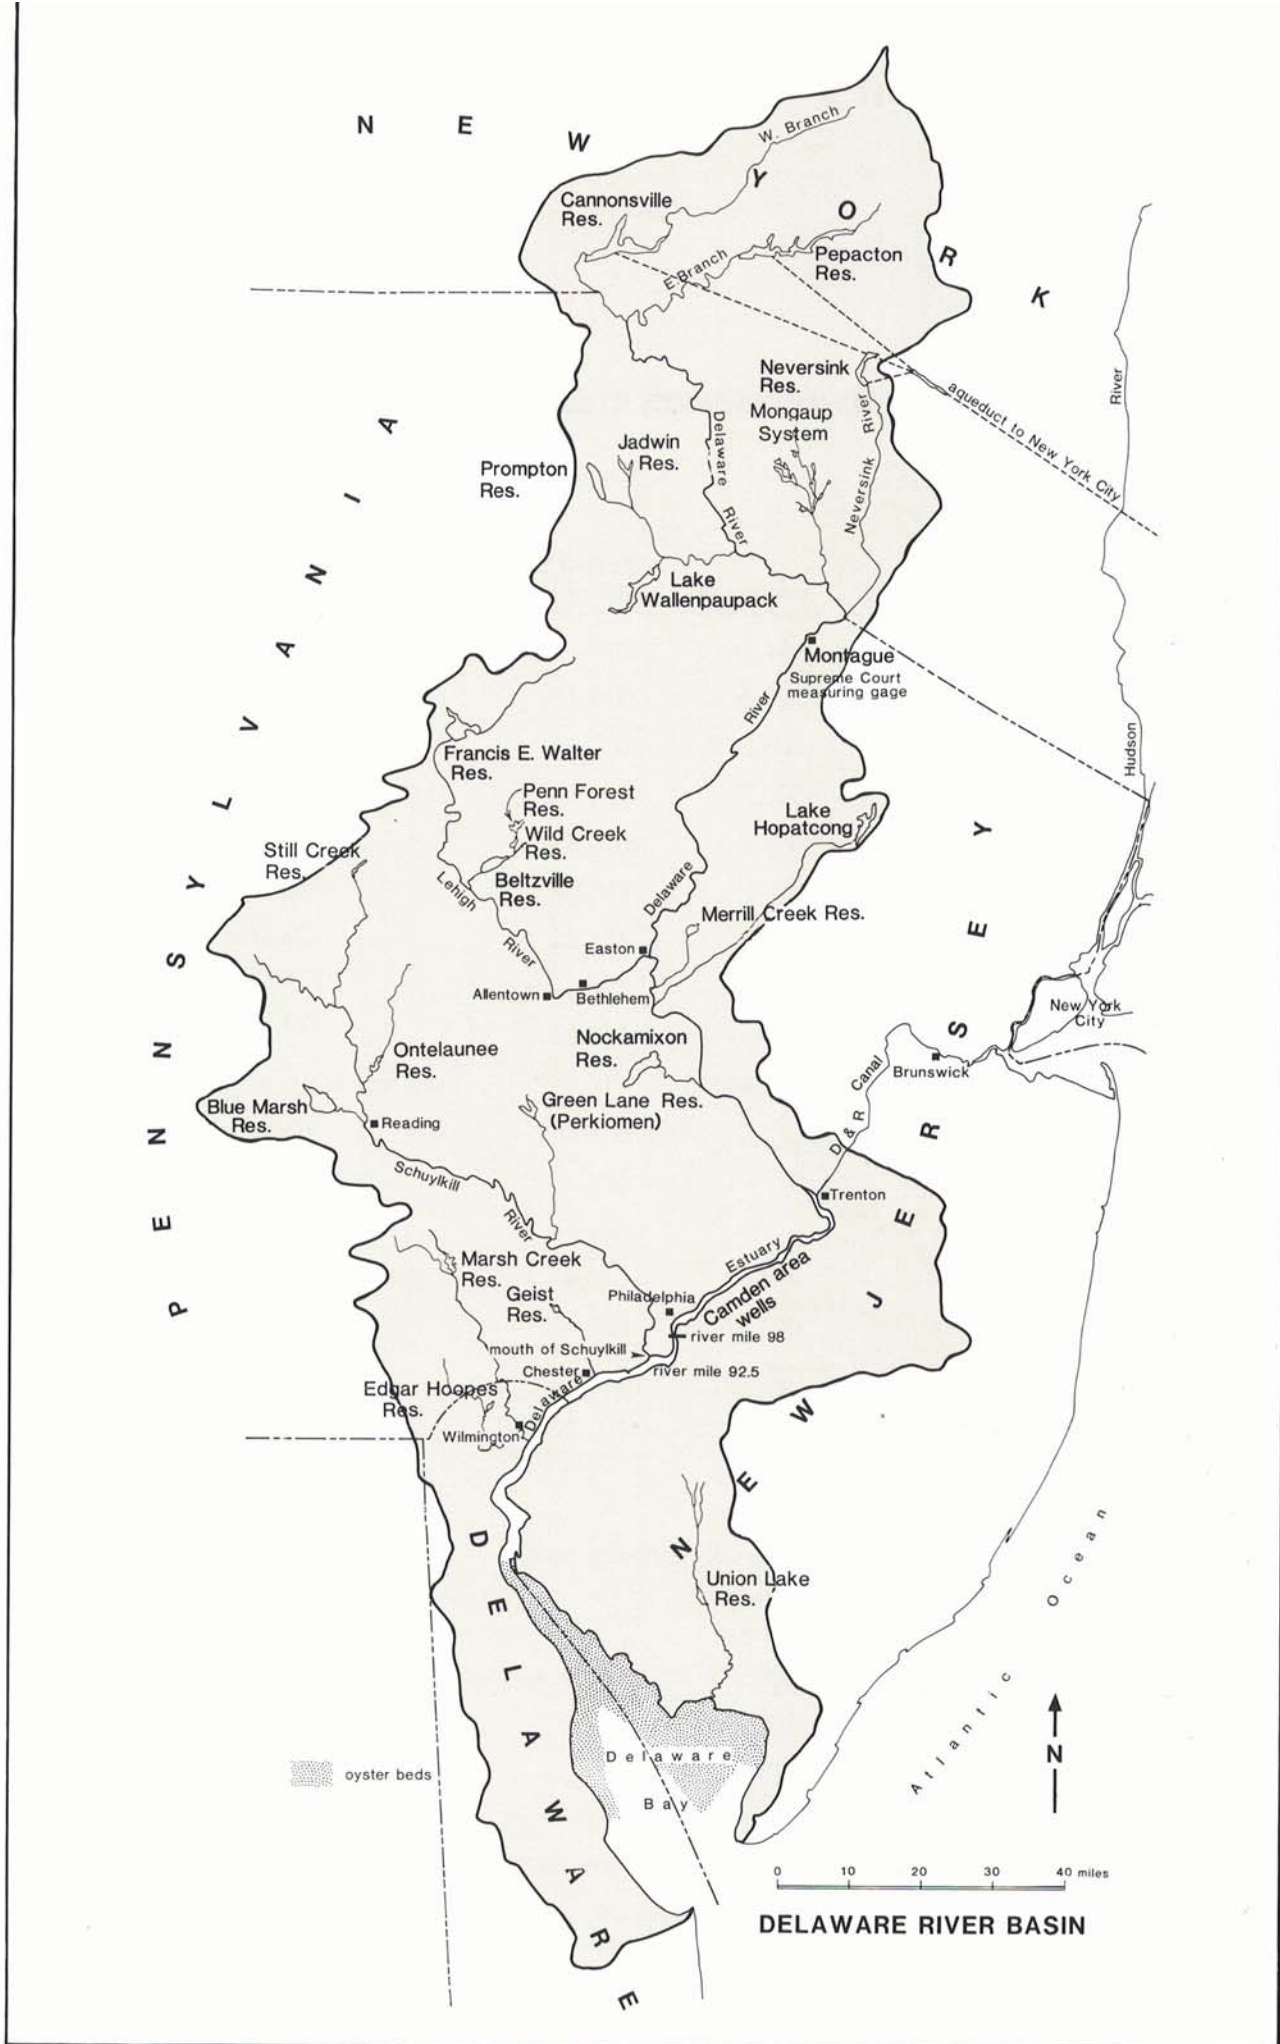 NEW YORK
W. Branch
Cannonsville
Res.
Pepacton
Res.
E Branch
Neversink
Res.
Mongaup
System
Neversink River
aqueduct to New York City
Hudson River
Delaware River
Jadwin
Res.
Prompton
Res.
Lake
Wallenpaupack
Montague
Supreme Court
measuring gage
PENNSYLVANIA
Delaware River
Francis E. Walter
Res.
Penn Forest
Res.
Wild Creek
Res.
Beltzville
Res.
Still Creek
Res.
Lake
Hopatcong
Lehigh River
Merrill Creek Res.
Easton
Allentown
Bethlehem
New York
City
Nockamixon
Res.
Ontelaunee
Res.
Brunswick
D & R Canal
Green Lane Res.
(Perkiomen)
Blue Marsh
Res.
Reading
Schuylkill River
Trenton
NEW JERSEY
Estuary
Camden area
wells
Marsh Creek
Res.
Geist
Res.
Philadelphia
river mile 98
mouth of Schuylkill
river mile 92.5
Chester
Edgar Hoopes
Res.
Delaware
Wilmington
DELAWARE
Union Lake
Res.
Atlantic Ocean
Delaware
Bay
oyster beds
N
0 10 20 30 40 miles
DELAWARE RIVER BASIN